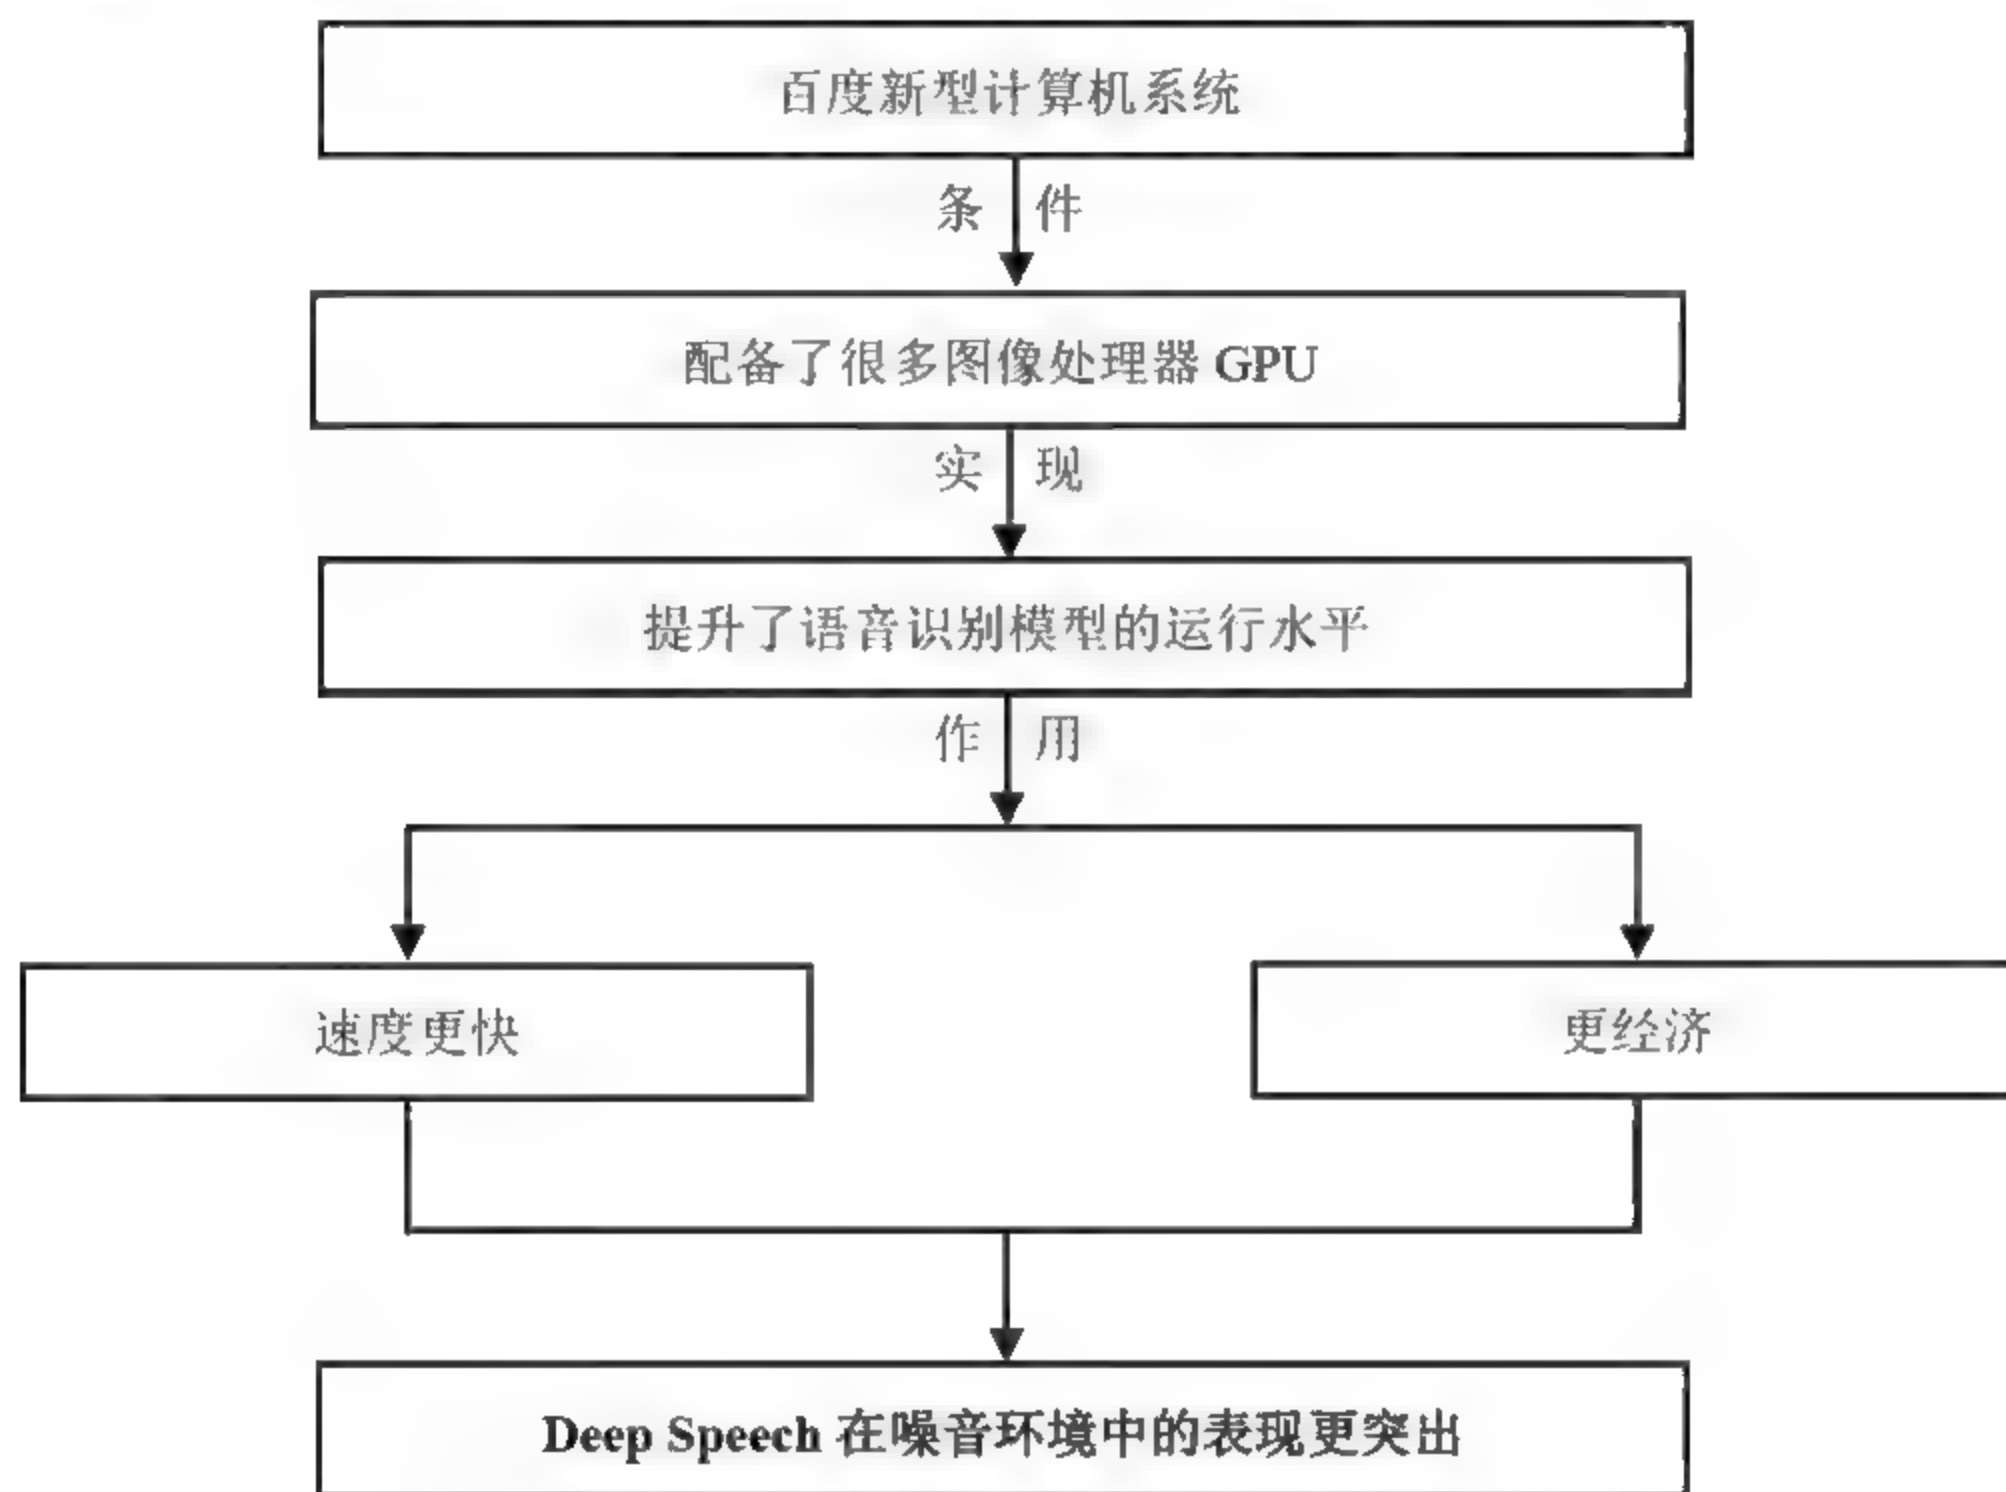 百度新型计算机系统
条件
配备了很多图像处理器 GPU
实现
提升了语音识别模型的运行水平
作用
速度更快
更经济
Deep Speech 在噪音环境中的表现更突出